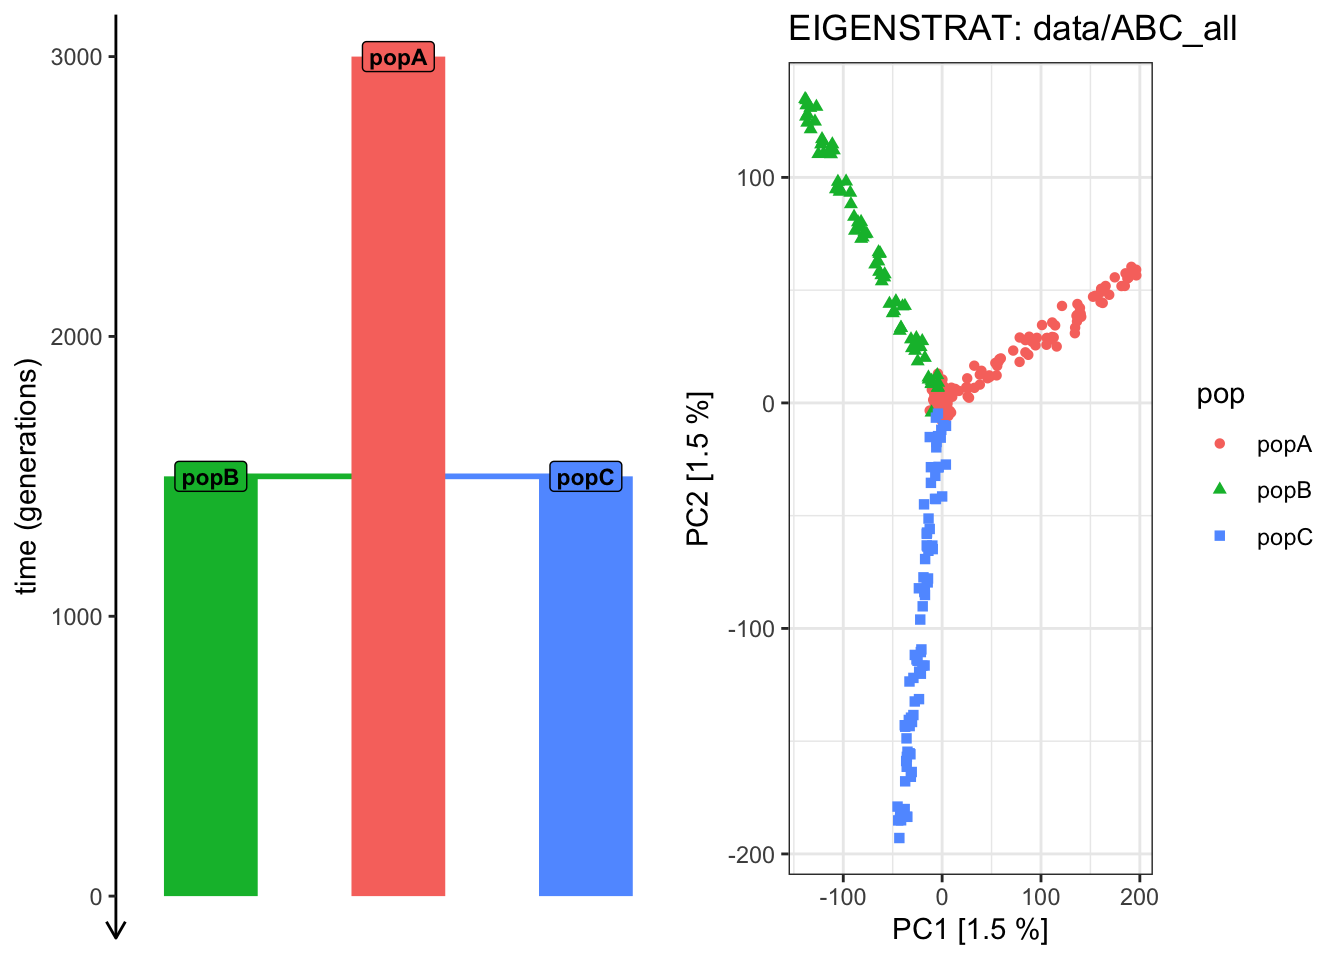 time (generations)
3000
2000
1000
0
popA
popB
popC
EIGENSTRAT: data/ABC_all
PC2 [1.5 %]
100
0
-100
-200
-100
0
100
200
PC1 [1.5 %]
pop
popA
popB
popC